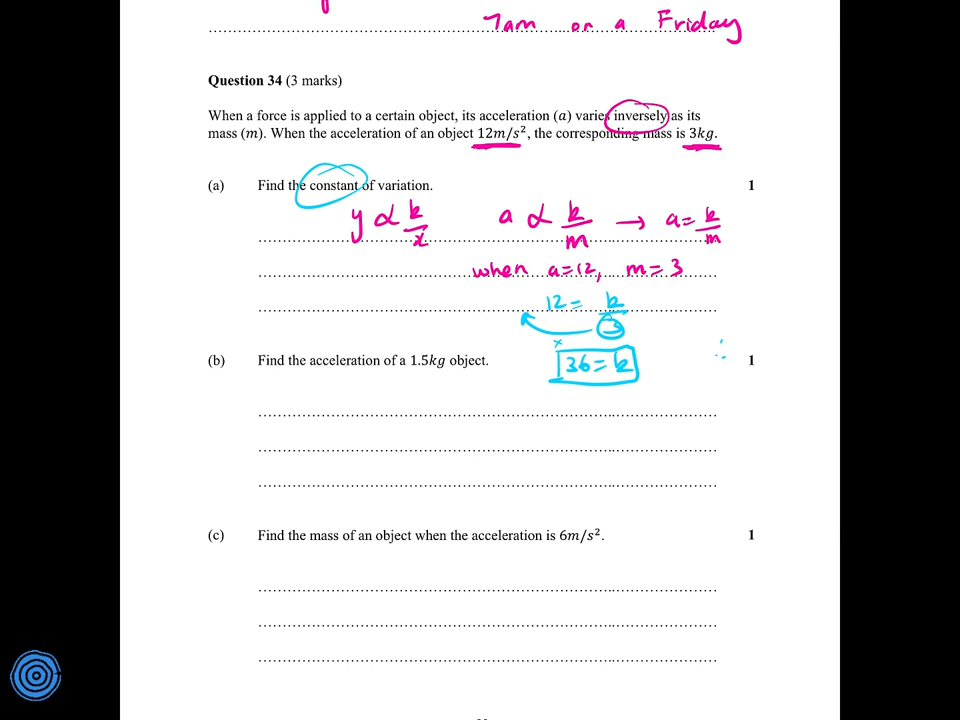 7am on a Friday
Question 34 (3 marks)
When a force is applied to a certain object, its acceleration (a) varies inversely as its
mass (m). When the acceleration of an object 12m/s², the corresponding mass is 3kg.
(a) Find the constant of variation. 1
y ∝ k/x a ∝ k/m → a = k/m
when a=12, m=3
12 = k/3
×
36 = k
∴
(b) Find the acceleration of a 1.5kg object. 1
(c) Find the mass of an object when the acceleration is 6m/s². 1